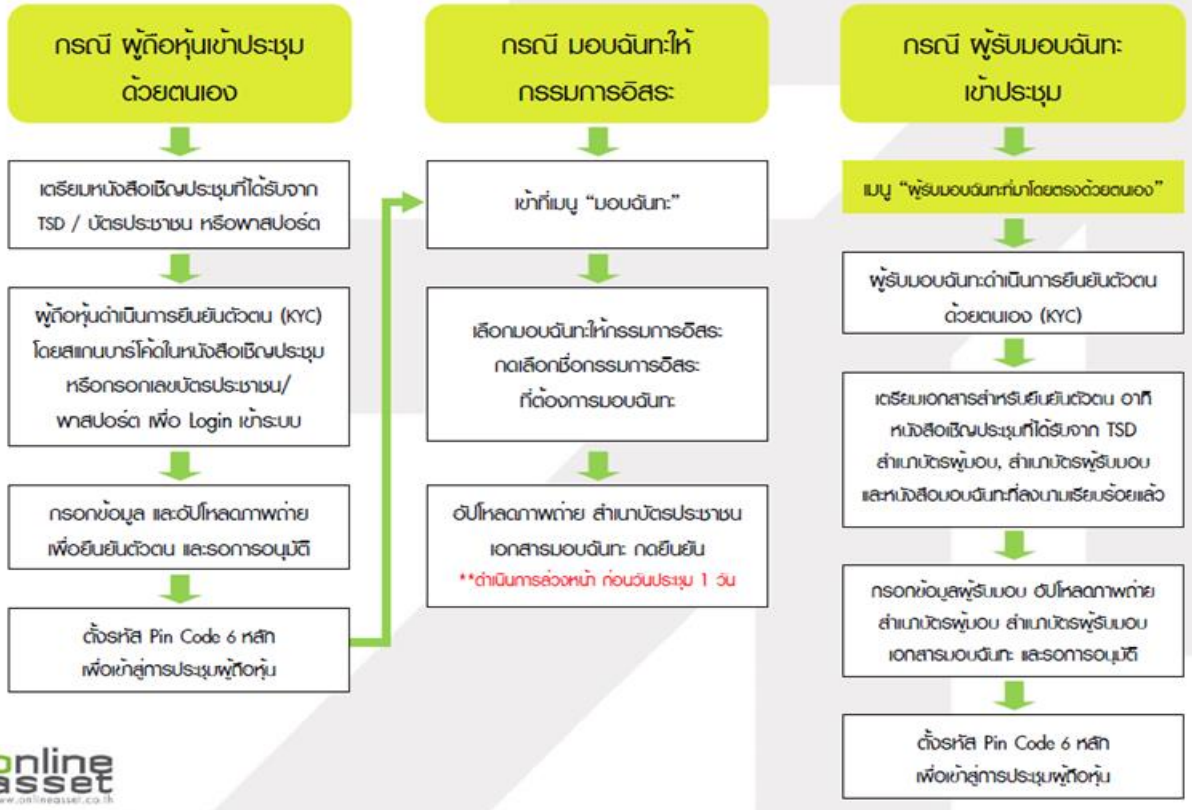 กรณี ผู้ถือหุ้นเข้าประชุม
ด้วยตนเอง
เตรียมหนังสือเชิญประชุมที่ได้รับจาก
TSD / บัตรประชาชน หรือพาสปอร์ต
ผู้ถือหุ้นดำเนินการยืนยันตัวตน (KYC)
โดยสแกนบาร์โค้ดในหนังสือเชิญประชุม
หรือกรอกเลขบัตรประชาชน/
พาสปอร์ต เพื่อ Login เข้าระบบ
กรอกข้อมูล และอัปโหลดภาพถ่าย
เพื่อยืนยันตัวตน และรอการอนุมัติ
ตั้งรหัส Pin Code 6 หลัก
เพื่อเข้าสู่การประชุมผู้ถือหุ้น
กรณี มอบฉันทะให้
กรรมการอิสระ
เข้าที่เมนู “มอบฉันทะ”
เลือกมอบฉันทะให้กรรมการอิสระ
กดเลือกชื่อกรรมการอิสระ
ที่ต้องการมอบฉันทะ
อัปโหลดภาพถ่าย สำเนาบัตรประชาชน
เอกสารมอบฉันทะ กดยืนยัน
**ดำเนินการล่วงหน้า ก่อนวันประชุม 1 วัน
กรณี ผู้รับมอบฉันทะ
เข้าประชุม
เมนู “ผู้รับมอบฉันทะที่มาโดยตรงด้วยตนเอง”
ผู้รับมอบฉันทะดำเนินการยืนยันตัวตน
ด้วยตนเอง (KYC)
เตรียมเอกสารสำหรับยืนยันตัวตน อาทิ
หนังสือเชิญประชุมที่ได้รับจาก TSD
สำเนาบัตรผู้มอบ, สำเนาบัตรผู้รับมอบ
และหนังสือมอบฉันทะที่ลงนามเรียบร้อยแล้ว
กรอกข้อมูลผู้รับมอบ อัปโหลดภาพถ่าย
สำเนาบัตรผู้มอบ สำเนาบัตรผู้รับมอบ
เอกสารมอบฉันทะ และรอการอนุมัติ
ตั้งรหัส Pin Code 6 หลัก
เพื่อเข้าสู่การประชุมผู้ถือหุ้น
online
asset
www.onlineasset.co.th